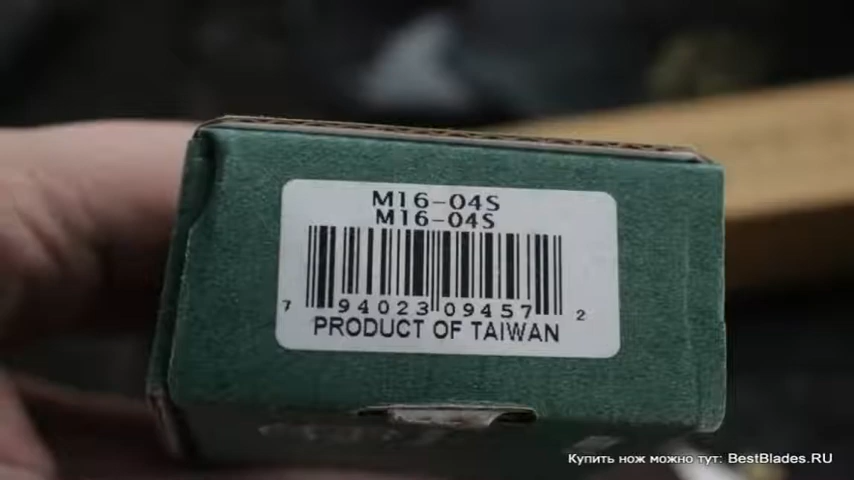 M16-04S
M16-04S
7 94023 09457 2
PRODUCT OF TAIWAN
Купить нож можно тут: BestBlades.RU